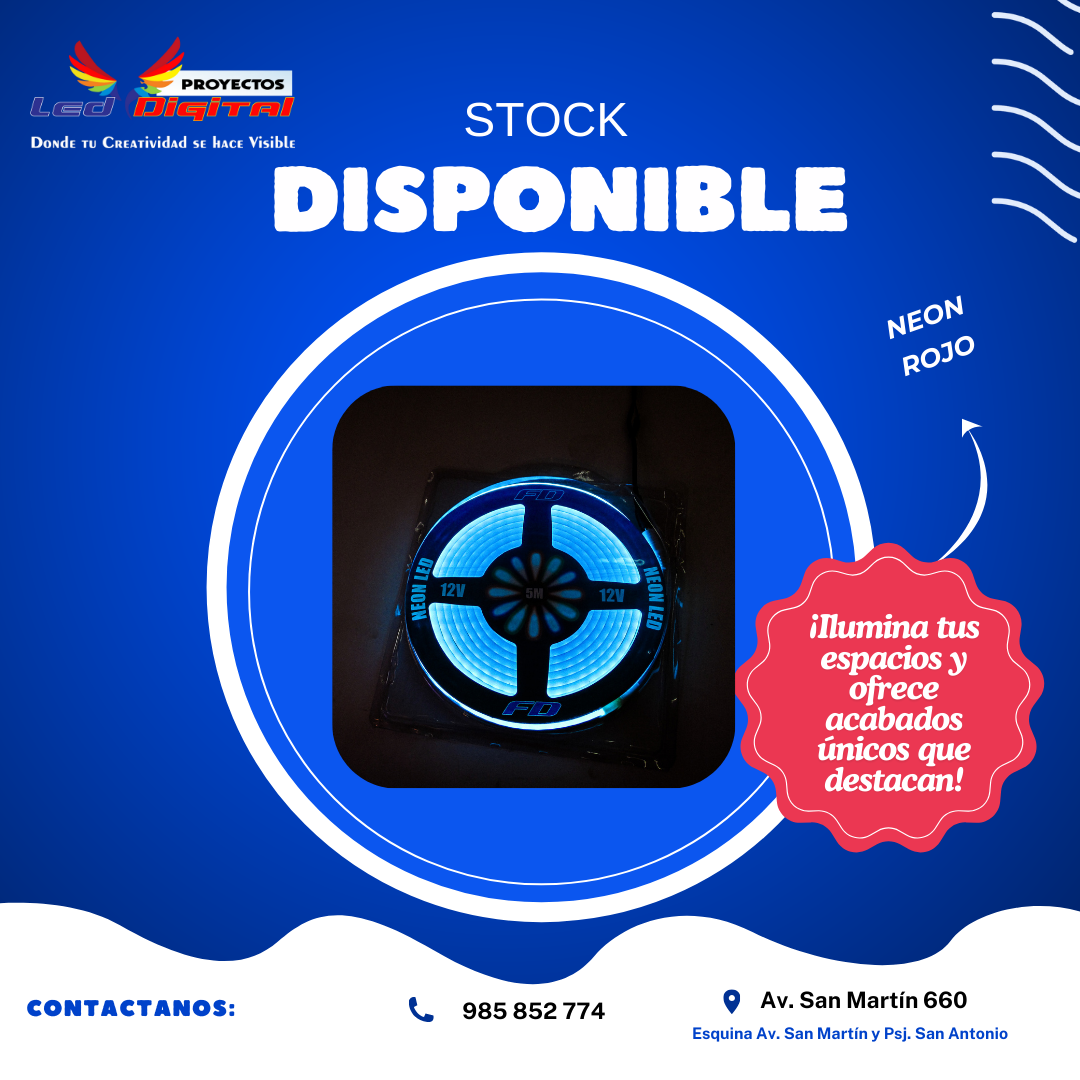 PROYECTOS
Led Digital
Donde tu Creatividad se hace Visible
STOCK
DISPONIBLE
NEON
ROJO
FD
NEON LED
12V
5M
12V
NEON LED
FD
¡Ilumina tus
espacios y
ofrece
acabados
únicos que
destacan!
CONTACTANOS:
985 852 774
Av. San Martín 660
Esquina Av. San Martín y Psj. San Antonio